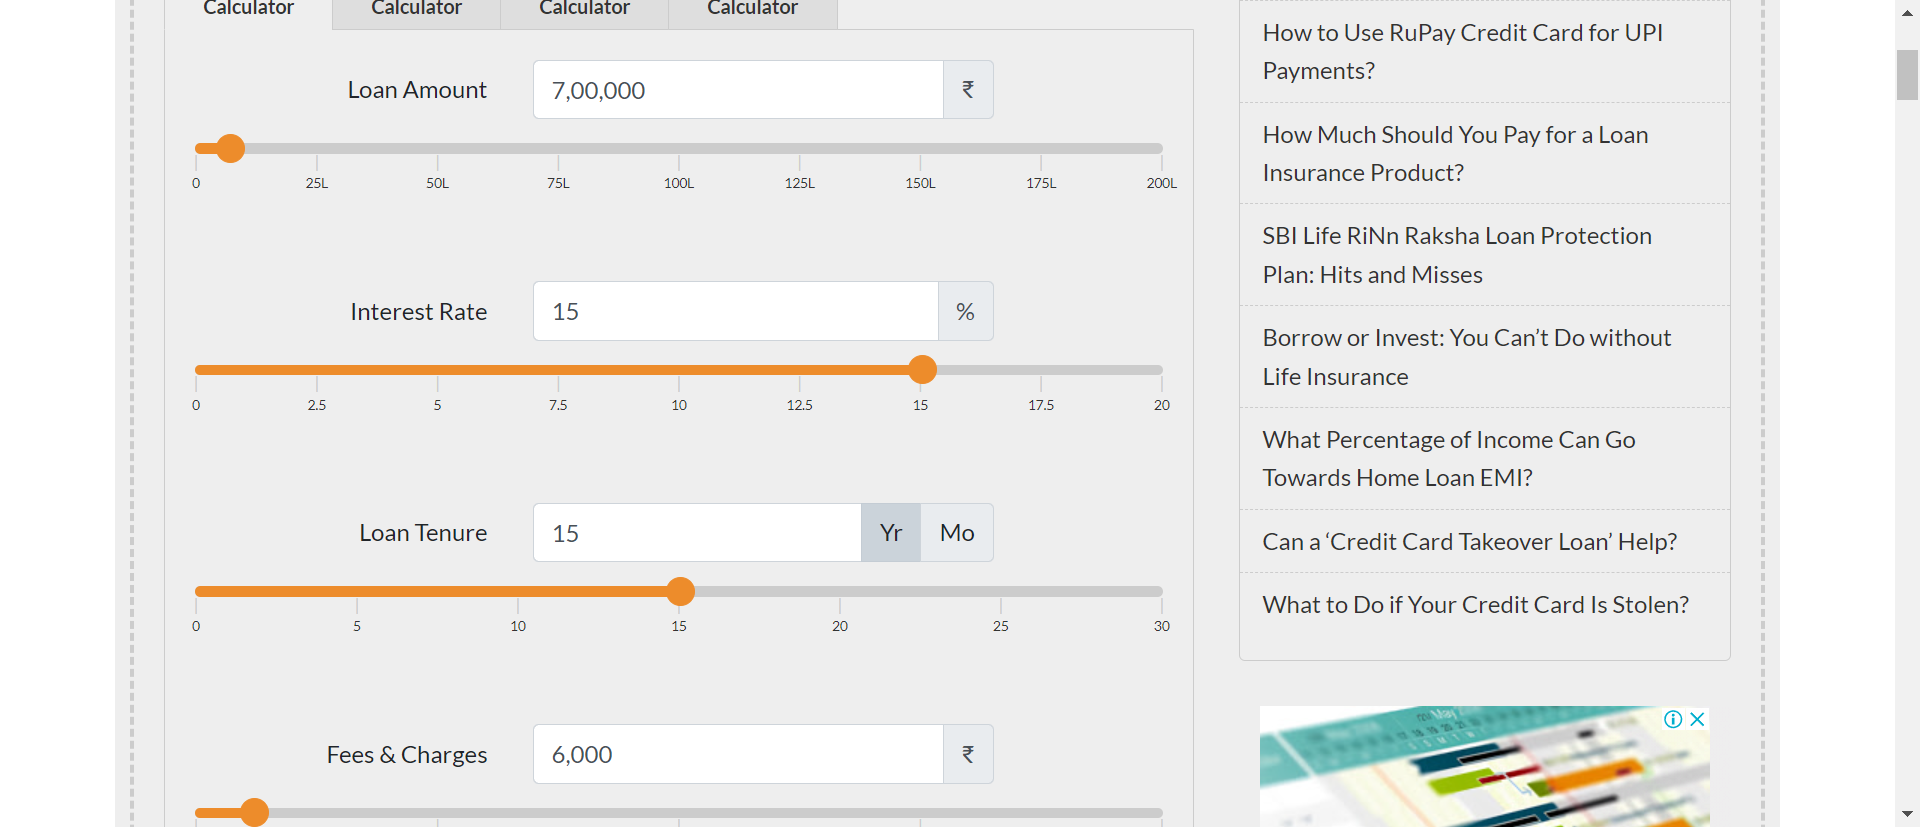 Calculator
Calculator
Calculator
Calculator
Loan Amount
7,00,000
₹
0
25L
50L
75L
100L
125L
150L
175L
200L
Interest Rate
15
%
0
2.5
5
7.5
10
12.5
15
17.5
20
Loan Tenure
15
Yr
Mo
0
5
10
15
20
25
30
Fees & Charges
6,000
₹
How to Use RuPay Credit Card for UPI
Payments?
How Much Should You Pay for a Loan
Insurance Product?
SBI Life RiNn Raksha Loan Protection
Plan: Hits and Misses
Borrow or Invest: You Can’t Do without
Life Insurance
What Percentage of Income Can Go
Towards Home Loan EMI?
Can a ‘Credit Card Takeover Loan’ Help?
What to Do if Your Credit Card Is Stolen?